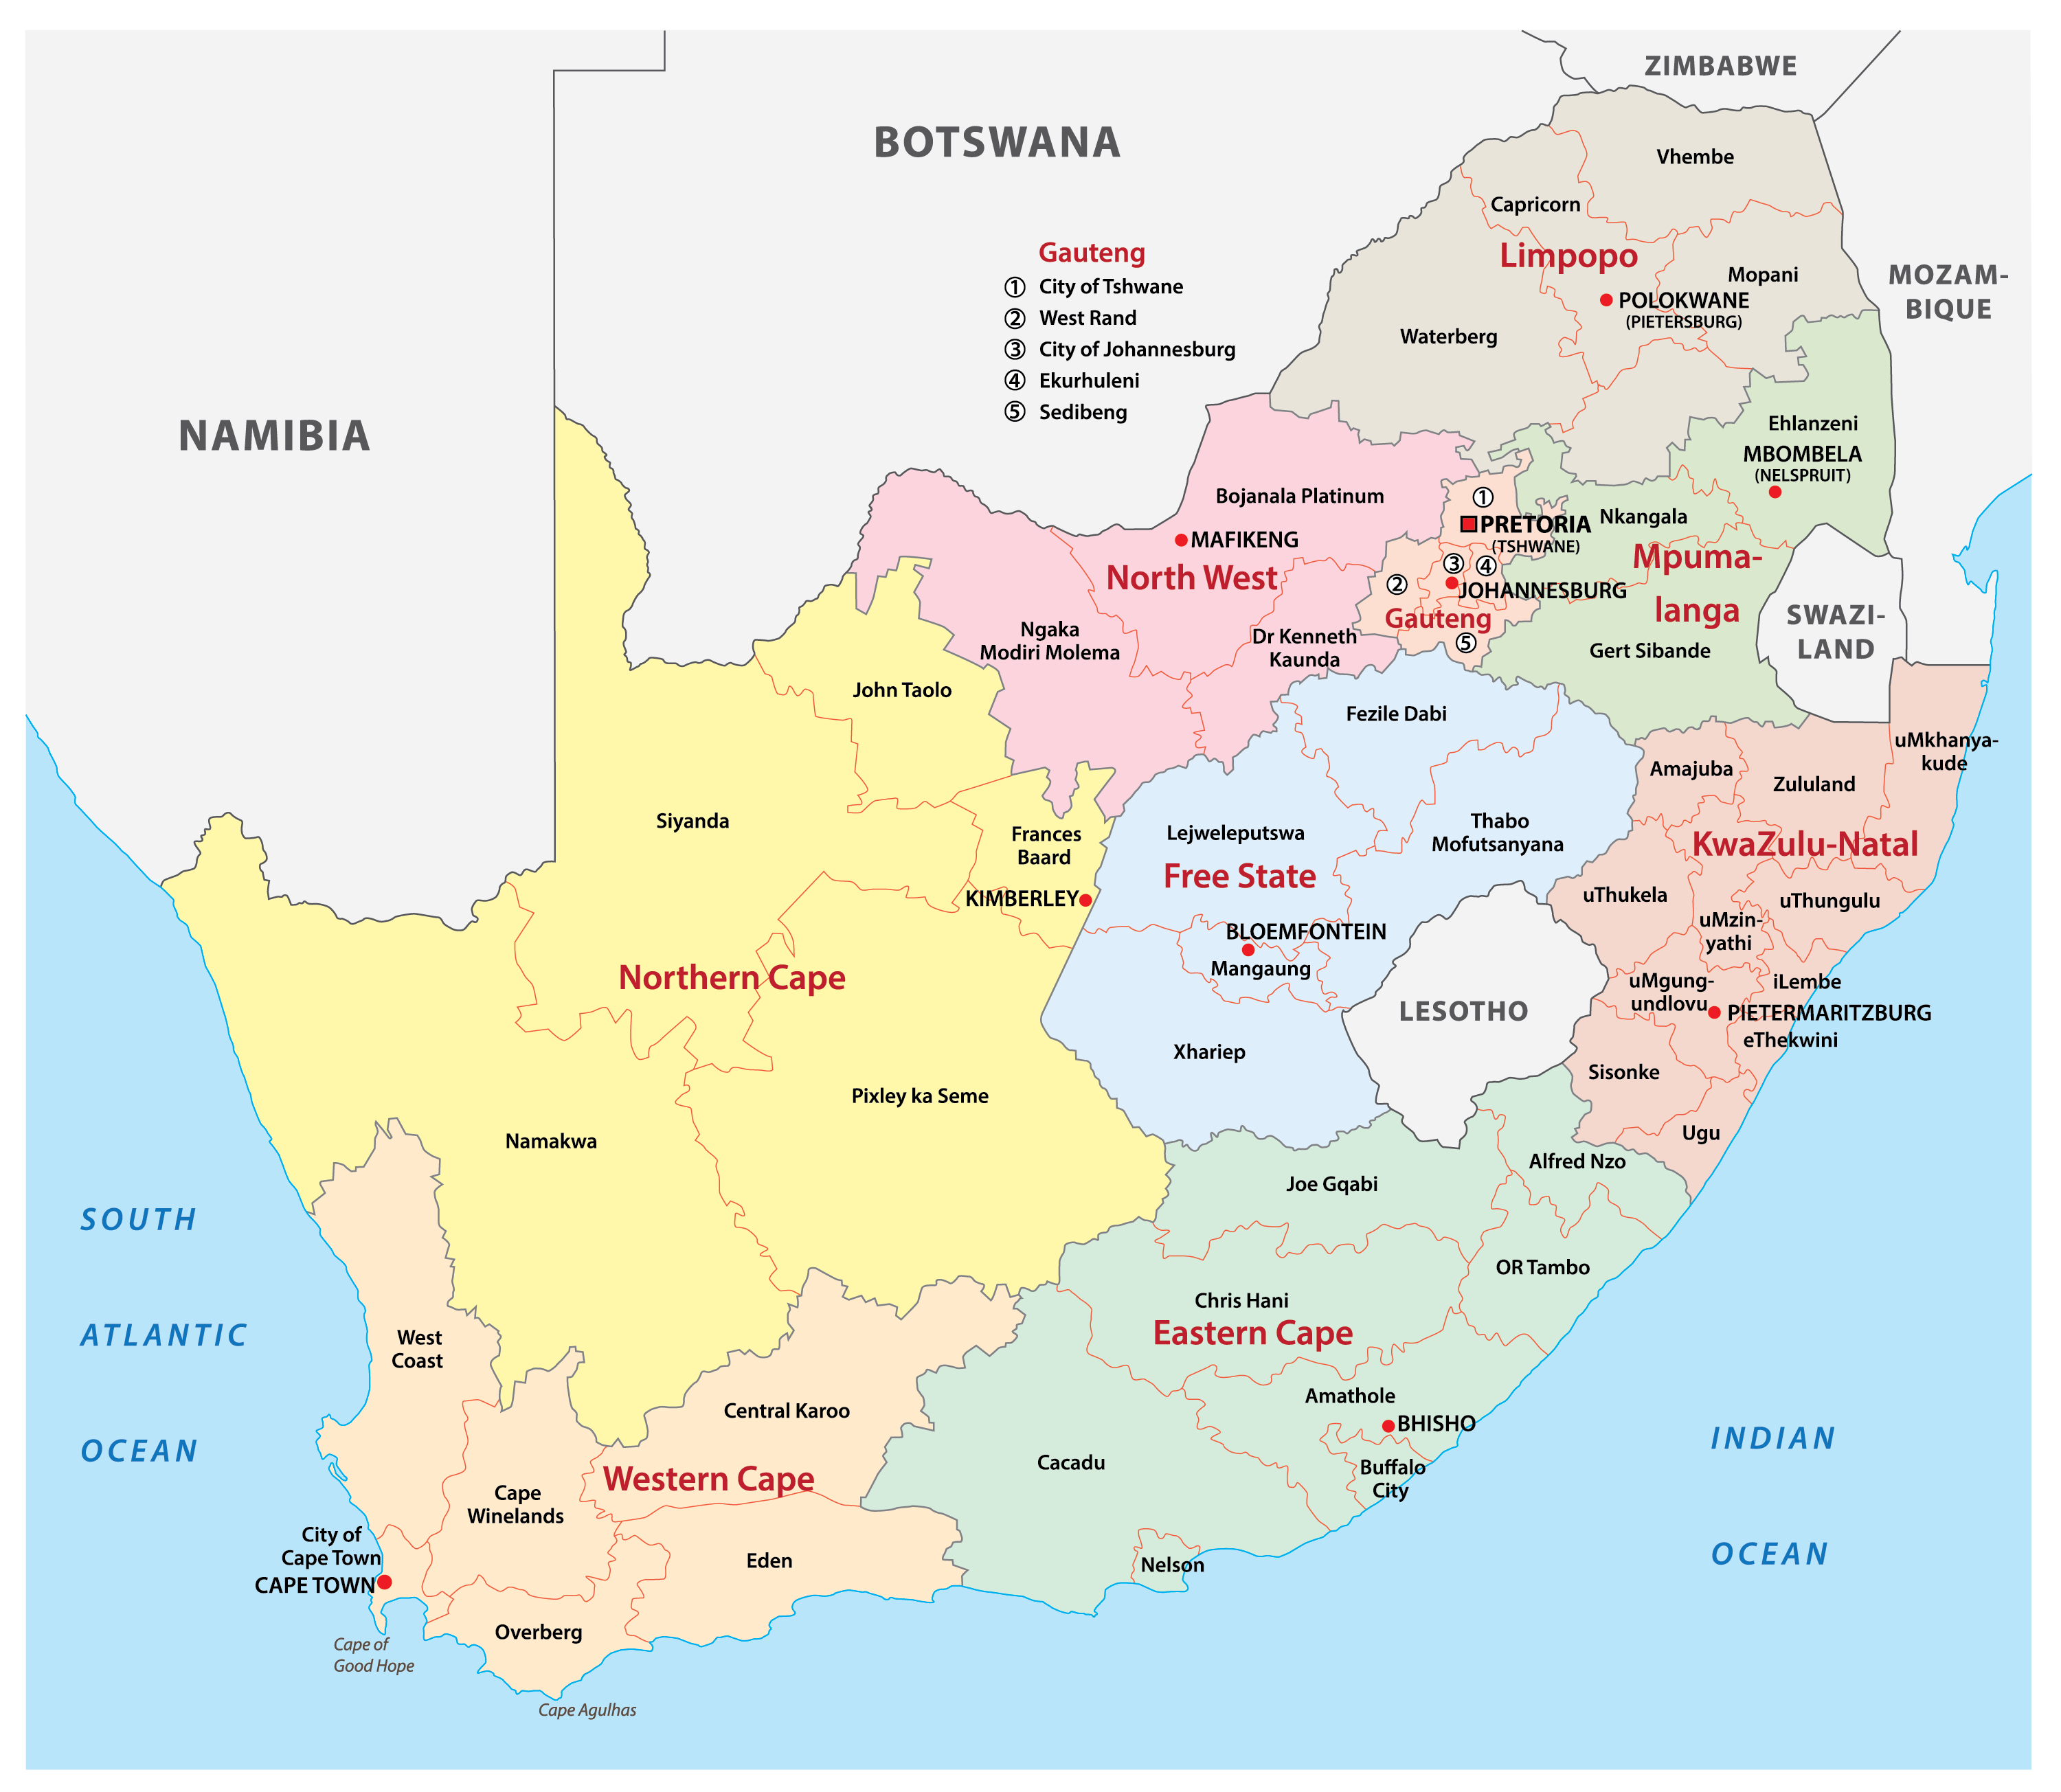 ZIMBABWE
BOTSWANA
Vhembe
Capricorn
Limpopo
Mopani
MOZAM-
BIQUE
POLOKWANE
(PIETERSBURG)
Waterberg
Gauteng
① City of Tshwane
② West Rand
③ City of Johannesburg
④ Ekurhuleni
⑤ Sedibeng
NAMIBIA
Ehlanzeni
MBOMBELA
(NELSPRUIT)
Bojanala Platinum
①
Nkangala
PRETORIA
(TSHWANE)
MAFIKENG
North West
Mpuma-
langa
②
③
④
JOHANNESBURG
Gauteng
⑤
SWAZI-
LAND
Ngaka
Modiri Molema
Dr Kenneth
Kaunda
Gert Sibande
John Taolo
Fezile Dabi
uMkhanya-
kude
Amajuba
Zululand
Siyanda
Frances
Baard
Lejweleputswa
Thabo
Mofutsanyana
KwaZulu-Natal
Free State
KIMBERLEY
uThukela
uThungulu
uMzin-
yathi
BLOEMFONTEIN
Mangaung
Northern Cape
uMgung-
undlovu
iLembe
LESOTHO
PIETERMARITZBURG
eThekwini
Xhariep
Sisonke
Pixley ka Seme
Namakwa
Ugu
Alfred Nzo
Joe Gqabi
SOUTH
ATLANTIC
OCEAN
OR Tambo
Chris Hani
Eastern Cape
West
Coast
Amathole
BHISHO
Central Karoo
INDIAN
OCEAN
Cacadu
Buffalo
City
Western Cape
Cape
Winelands
City of
Cape Town
CAPE TOWN
Eden
Nelson
Overberg
Cape of
Good Hope
Cape Agulhas